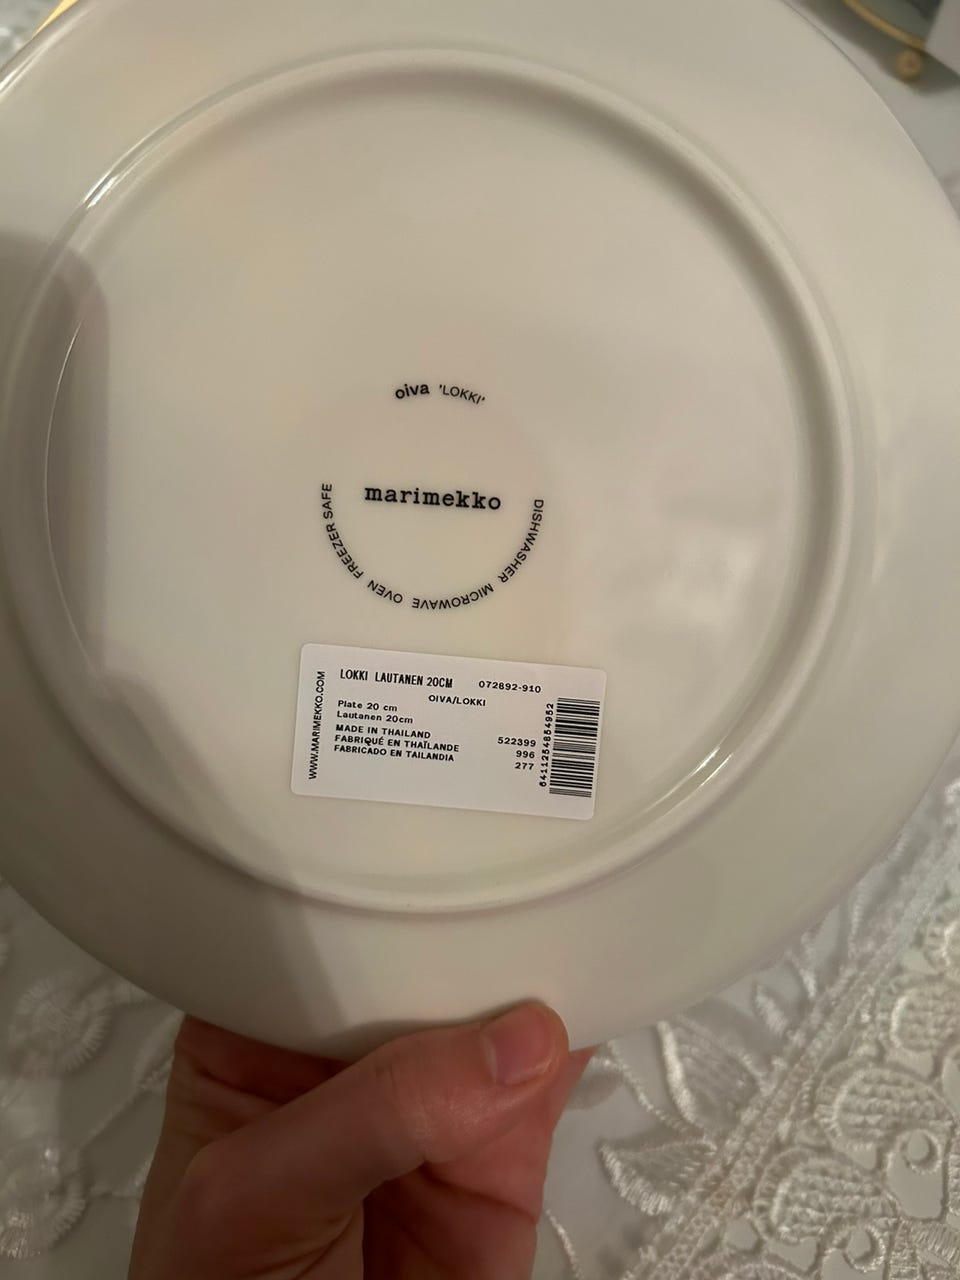 oiva 'LOKKI'
marimekko
DISHWASHER MICROWAVE OVEN FREEZER SAFE
WWW.MARIMEKKO.COM
LOKKI LAUTANEN 20CM 072892-910
OIVA/LOKKI
Plate 20 cm
Lautanen 20cm
MADE IN THAILAND 522399
FABRIQUÉ EN THAÏLANDE 996
FABRICADO EN TAILANDIA 277
6411254854952